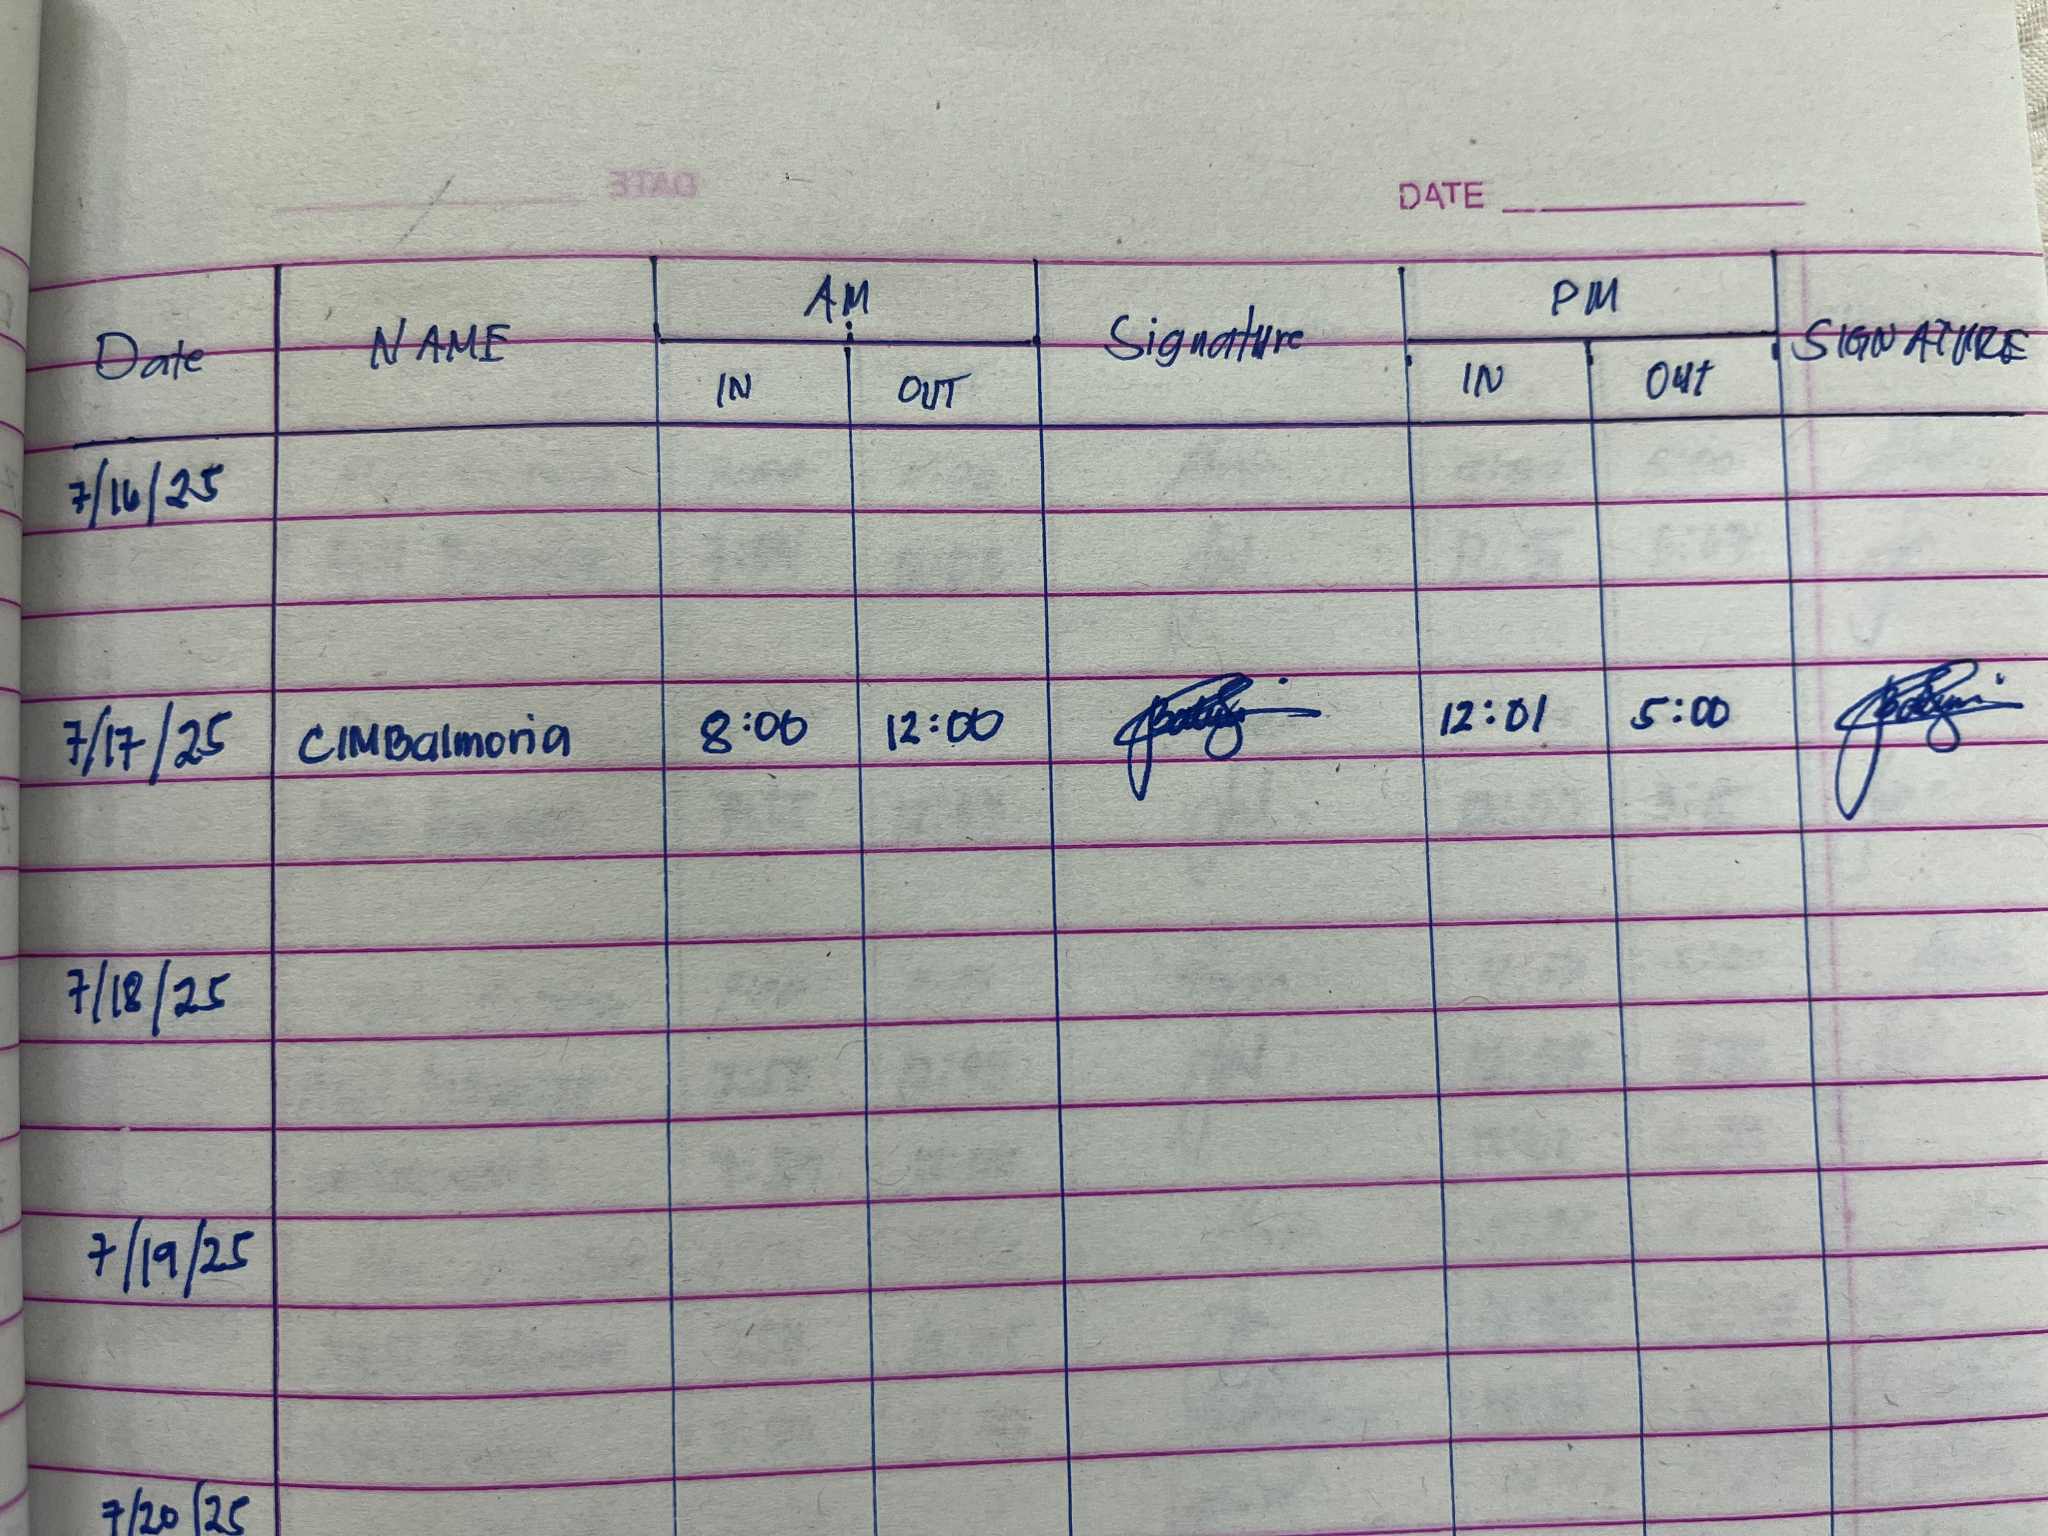 DATE
AM
PM
Date NAME Signature SIGNATURE
IN OUT IN OUT
7/16/25
7/17/25 CIMBalmoria 8:00 12:00 12:01 5:00
7/18/25
7/19/25
7/20/25